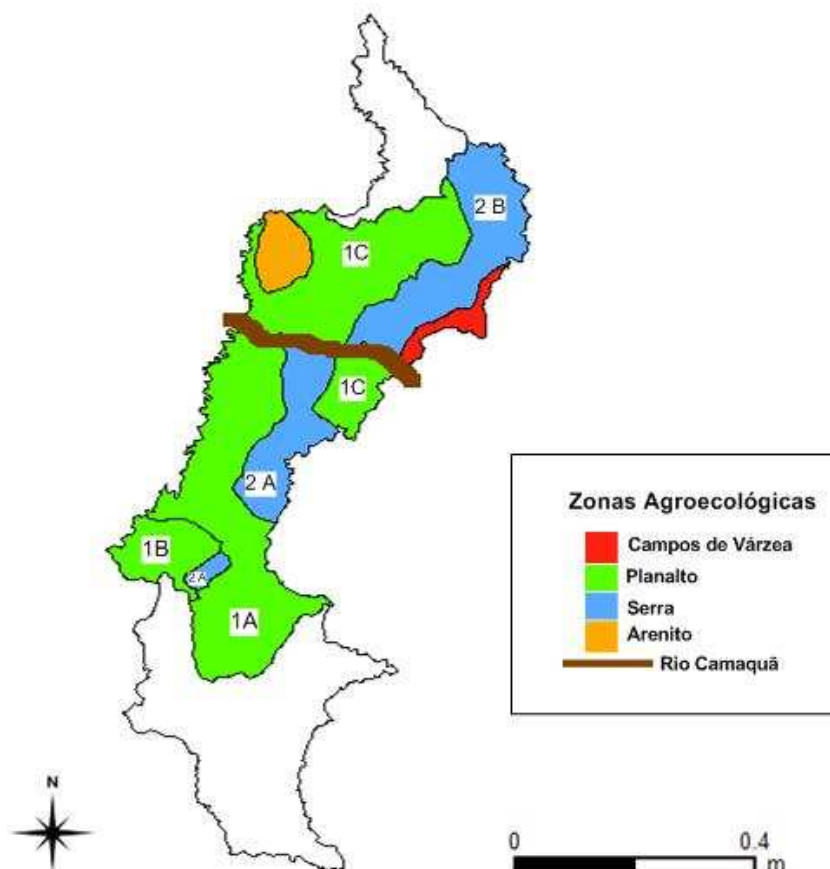 2 B
1C
1C
2 A
1B
2 A
1A
Zonas Agroecológicas
Campos de Várzea
Planalto
Serra
Arenito
Rio Camaquã
N
0 0.4
m